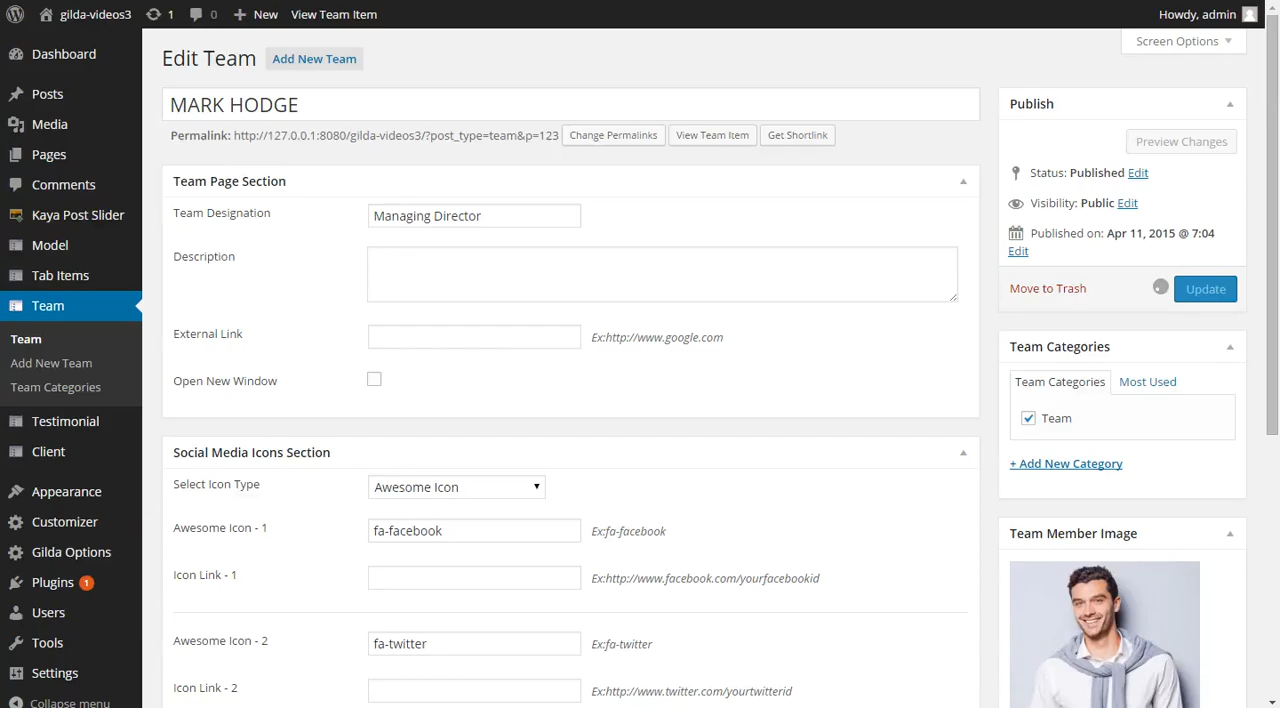 gilda-videos3 1 0 New View Team Item Howdy, admin
Screen Options
Dashboard
Posts
Media
Pages
Comments
Kaya Post Slider
Model
Tab Items
Team
Team
Add New Team
Team Categories
Testimonial
Client
Appearance
Customizer
Gilda Options
Plugins 1
Users
Tools
Settings
Collapse menu
Edit Team Add New Team
MARK HODGE
Permalink: http://127.0.0.1:8080/gilda-videos3/?post_type=team&p=123 Change Permalinks View Team Item Get Shortlink
Team Page Section
Team Designation Managing Director
Description
External Link Ex:http://www.google.com
Open New Window
Social Media Icons Section
Select Icon Type Awesome Icon
Awesome Icon - 1 fa-facebook Ex:fa-facebook
Icon Link - 1 Ex:http://www.facebook.com/yourfacebookid
Awesome Icon - 2 fa-twitter Ex:fa-twitter
Icon Link - 2 Ex:http://www.twitter.com/yourtwitterid
Publish
Preview Changes
Status: Published Edit
Visibility: Public Edit
Published on: Apr 11, 2015 @ 7:04
Edit
Move to Trash Update
Team Categories
Team Categories Most Used
Team
+ Add New Category
Team Member Image